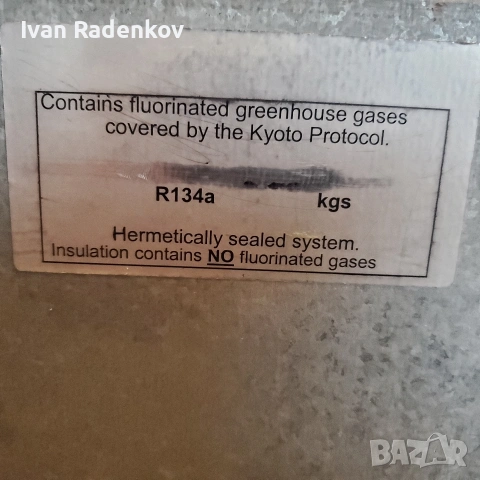 Ivan Radenkov
Contains fluorinated greenhouse gases
covered by the Kyoto Protocol.
R134a kgs
Hermetically sealed system.
Insulation contains NO fluorinated gases
BAZAR